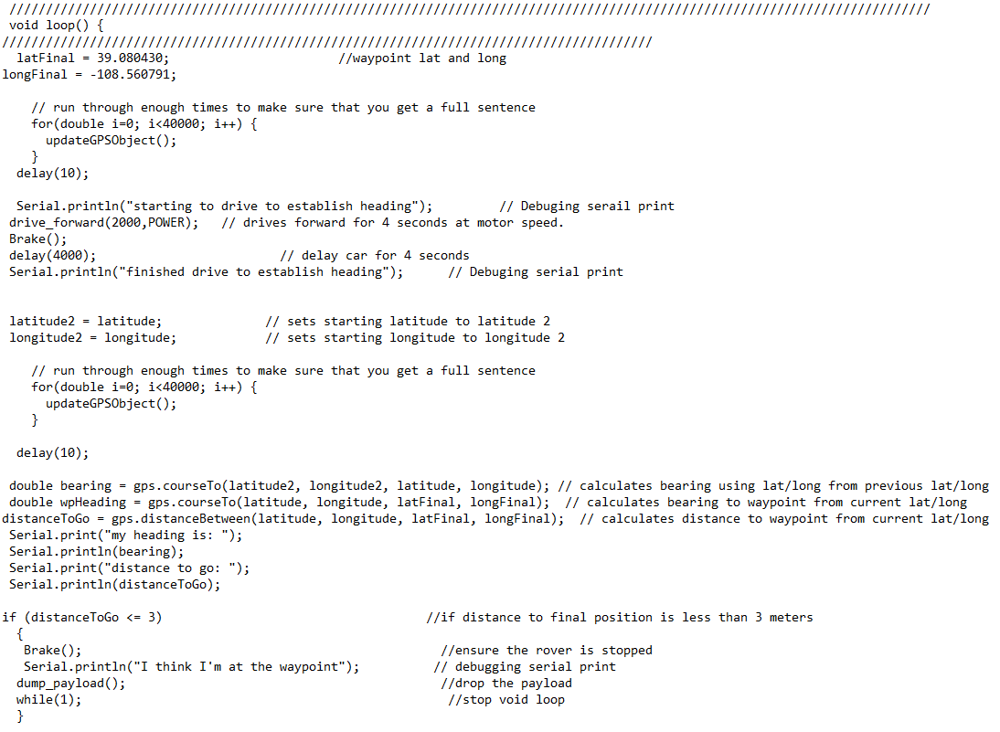 //////////////////////////////////////////////////////////////////////////////////////////////////////////////////////////////
void loop() {
/////////////////////////////////////////////////////////////////////////////////////////
latFinal = 39.080430; //waypoint lat and long
longFinal = -108.560791;
// run through enough times to make sure that you get a full sentence
for(double i=0; i<40000; i++) {
updateGPSObject();
}
delay(10);
Serial.println("starting to drive to establish heading"); // Debuging serail print
drive_forward(2000,POWER); // drives forward for 4 seconds at motor speed.
Brake();
delay(4000); // delay car for 4 seconds
Serial.println("finished drive to establish heading"); // Debuging serial print
latitude2 = latitude; // sets starting latitude to latitude 2
longitude2 = longitude; // sets starting longitude to longitude 2
// run through enough times to make sure that you get a full sentence
for(double i=0; i<40000; i++) {
updateGPSObject();
}
delay(10);
double bearing = gps.courseTo(latitude2, longitude2, latitude, longitude); // calculates bearing using lat/long from previous lat/long
double wpHeading = gps.courseTo(latitude, longitude, latFinal, longFinal); // calculates bearing to waypoint from current lat/long
distanceToGo = gps.distanceBetween(latitude, longitude, latFinal, longFinal); // calculates distance to waypoint from current lat/long
Serial.print("my heading is: ");
Serial.println(bearing);
Serial.print("distance to go: ");
Serial.println(distanceToGo);
if (distanceToGo <= 3) //if distance to final position is less than 3 meters
{
Brake(); //ensure the rover is stopped
Serial.println("I think I'm at the waypoint"); // debugging serial print
dump_payload(); //drop the payload
while(1); //stop void loop
}